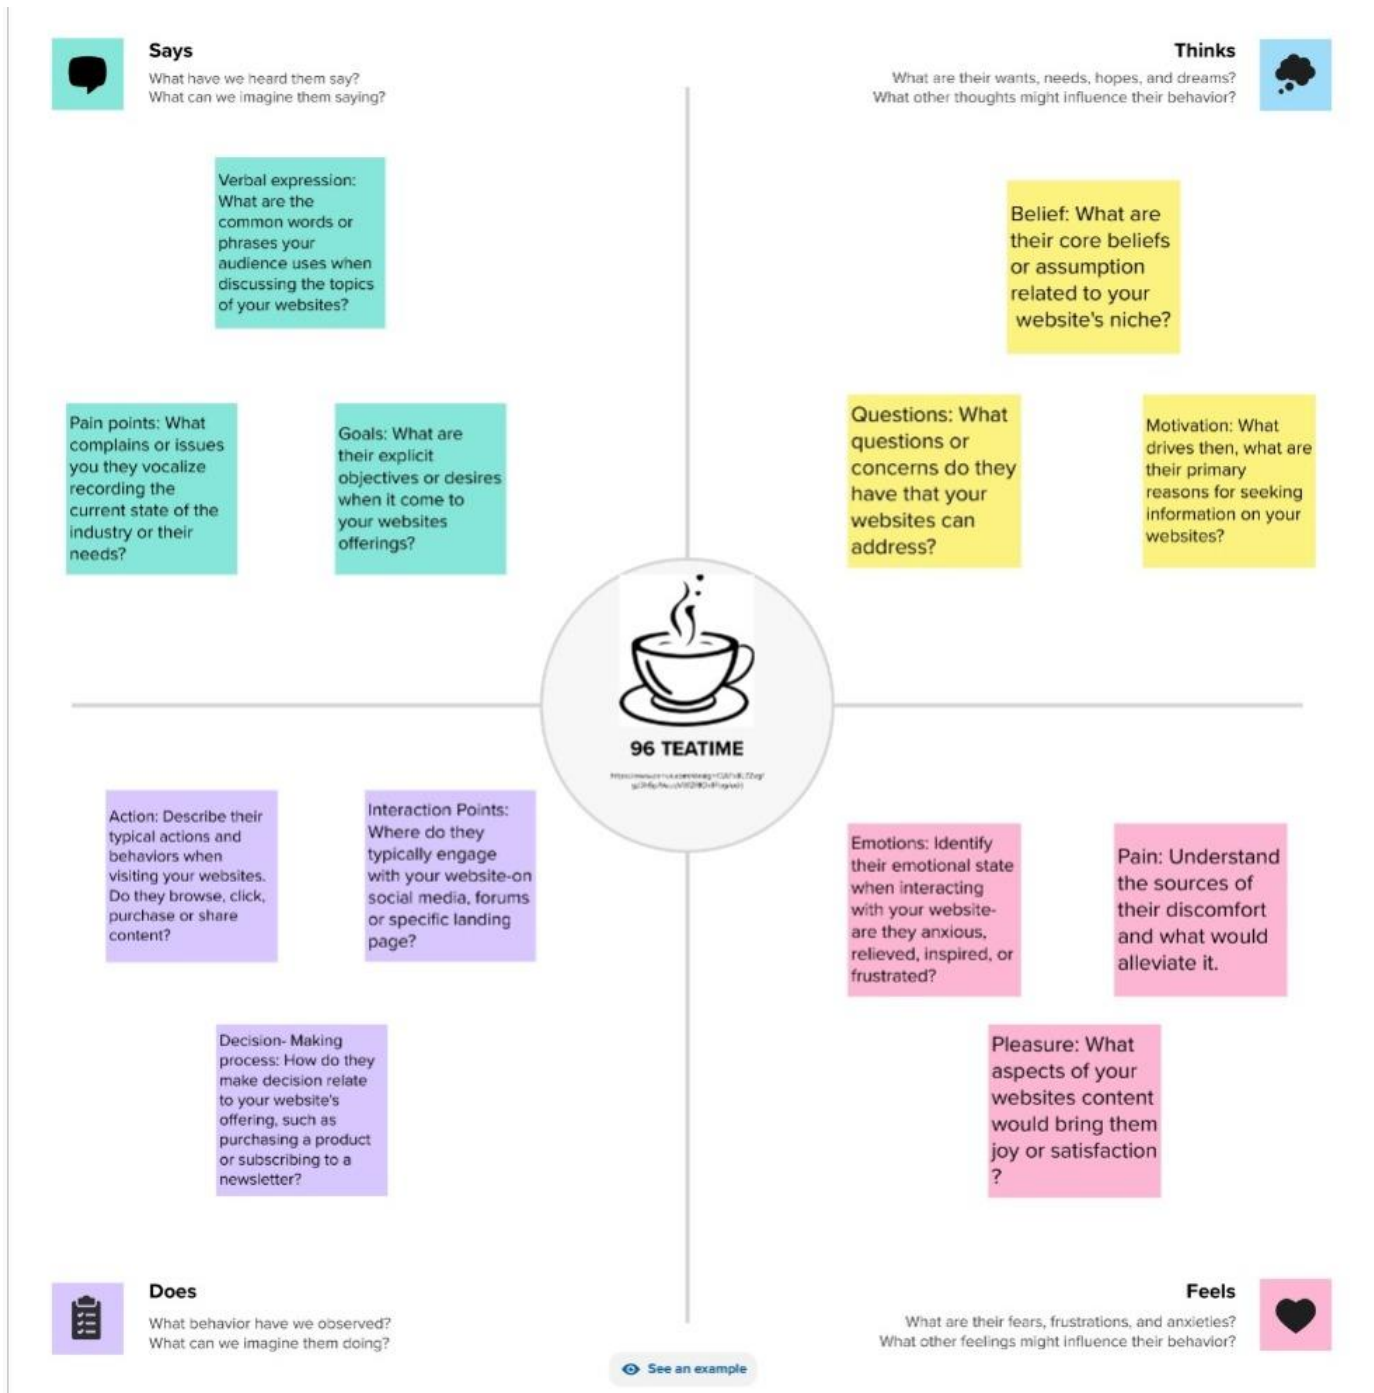 Says
What have we heard them say?
What can we imagine them saying?
Thinks
What are their wants, needs, hopes, and dreams?
What other thoughts might influence their behavior?
Verbal expression:
What are the
common words or
phrases your
audience uses when
discussing the topics
of your websites?
Belief: What are
their core beliefs
or assumption
related to your
website's niche?
Pain points: What
complains or issues
you they vocalize
recording the
current state of the
industry or their
needs?
Goals: What are
their explicit
objectives or desires
when it come to
your websites
offerings?
Questions: What
questions or
concerns do they
have that your
websites can
address?
Motivation: What
drives then, what are
their primary
reasons for seeking
information on your
websites?
96 TEATIME
Action: Describe their
typical actions and
behaviors when
visiting your websites.
Do they browse, click,
purchase or share
content?
Interaction Points:
Where do they
typically engage
with your website-on
social media, forums
or specific landing
page?
Decision- Making
process: How do they
make decision relate
to your website's
offering, such as
purchasing a product
or subscribing to a
newsletter?
Emotions: Identify
their emotional state
when interacting
with your website-
are they anxious,
relieved, inspired, or
frustrated?
Pain: Understand
the sources of
their discomfort
and what would
alleviate it.
Pleasure: What
aspects of your
websites content
would bring them
joy or satisfaction
?
Does
What behavior have we observed?
What can we imagine them doing?
Feels
What are their fears, frustrations, and anxieties?
What other feelings might influence their behavior?
See an example